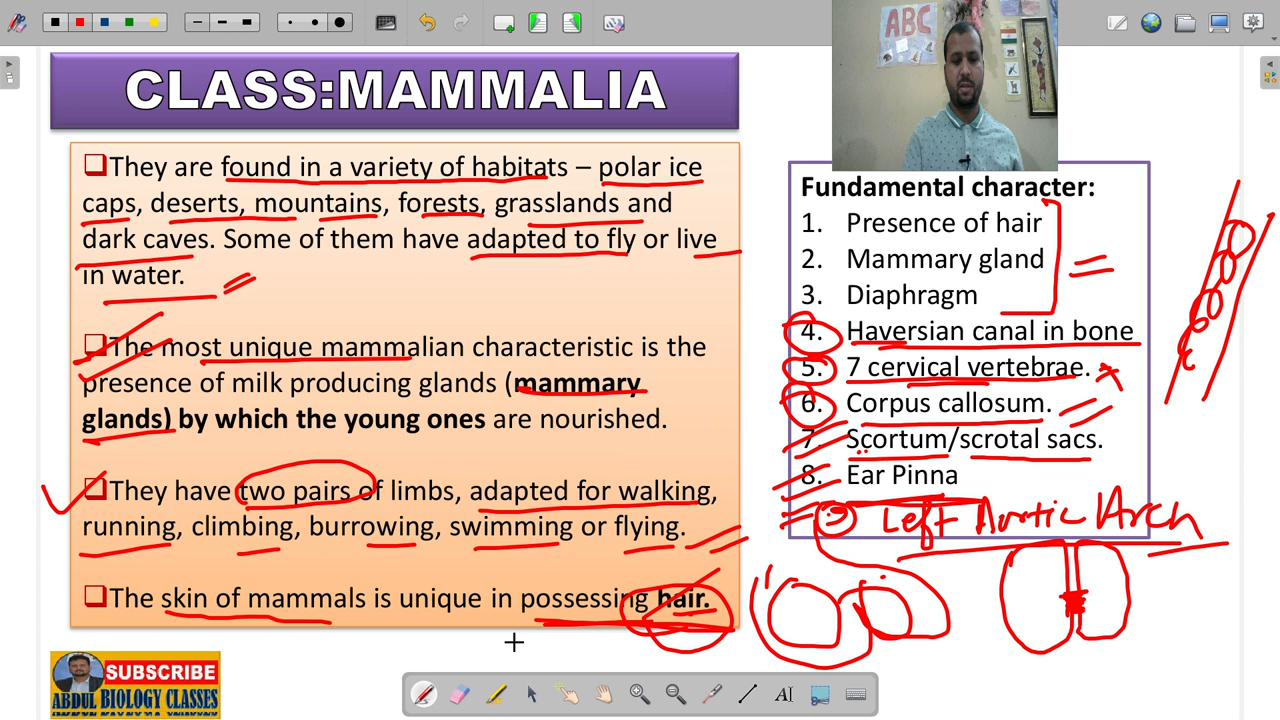 ABC
CLASS:MAMMALIA
❑They are found in a variety of habitats – polar ice
caps, deserts, mountains, forests, grasslands and
dark caves. Some of them have adapted to fly or live
in water.
❑The most unique mammalian characteristic is the
presence of milk producing glands (mammary
glands) by which the young ones are nourished.
❑They have two pairs of limbs, adapted for walking,
running, climbing, burrowing, swimming or flying.
❑The skin of mammals is unique in possessing hair.
Fundamental character:
1. Presence of hair
2. Mammary gland
3. Diaphragm
4. Haversian canal in bone
5. 7 cervical vertebrae.
6. Corpus callosum.
7. Scortum/scrotal sacs.
8. Ear Pinna
Left Aortic Arch
SUBSCRIBE
ABDUL BIOLOGY CLASSES
AI